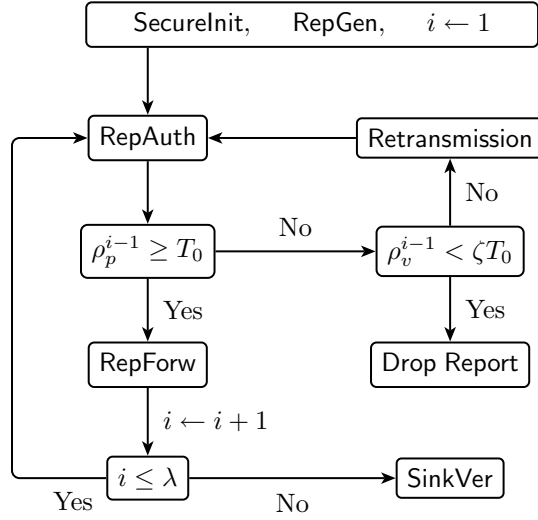 SecureInit, RepGen, i ← 1
RepAuth
Retransmission
No
ρ_p^{i−1} ≥ T_0
No
ρ_v^{i−1} < ζT_0
Yes
Yes
RepForw
Drop Report
i ← i + 1
i ≤ λ
SinkVer
Yes
No